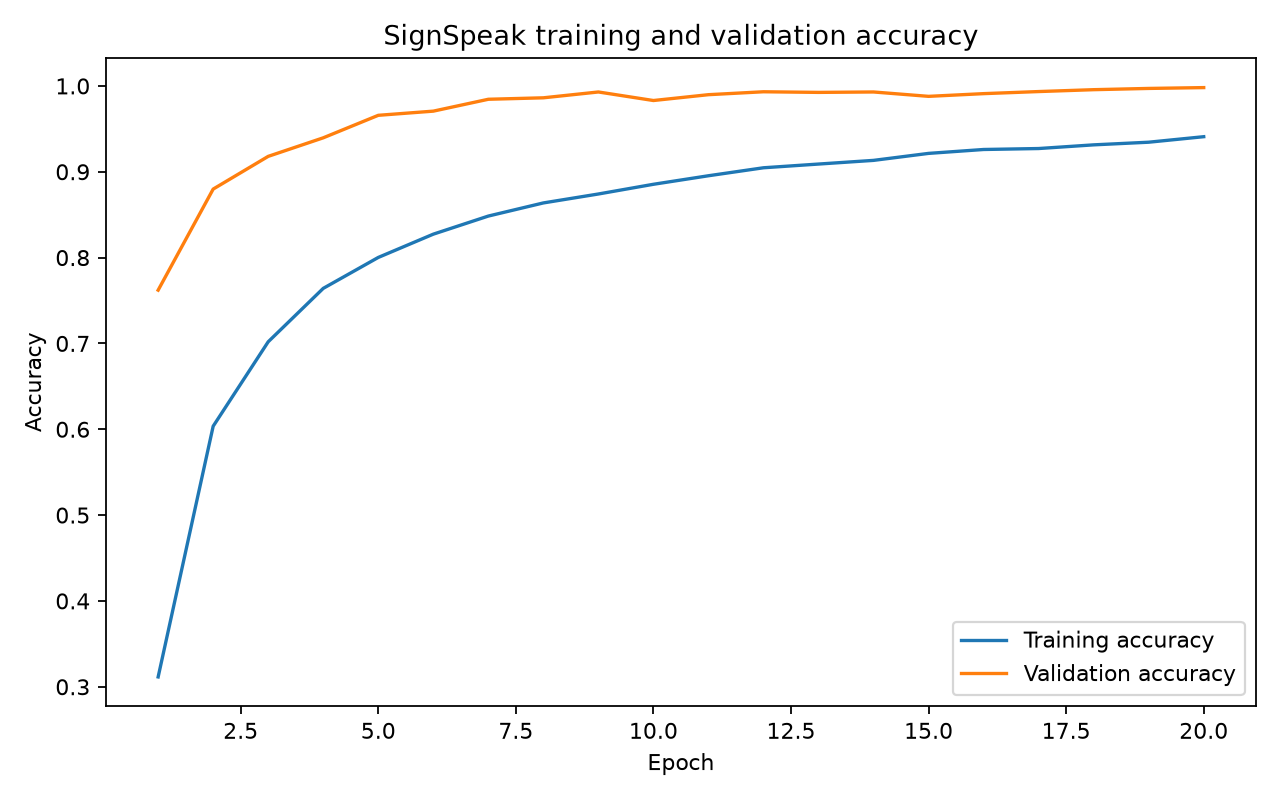 SignSpeak training and validation accuracy
1.0
0.9
0.8
0.7
0.6
0.5
0.4
0.3
Accuracy
Training accuracy
Validation accuracy
2.5 5.0 7.5 10.0 12.5 15.0 17.5 20.0
Epoch